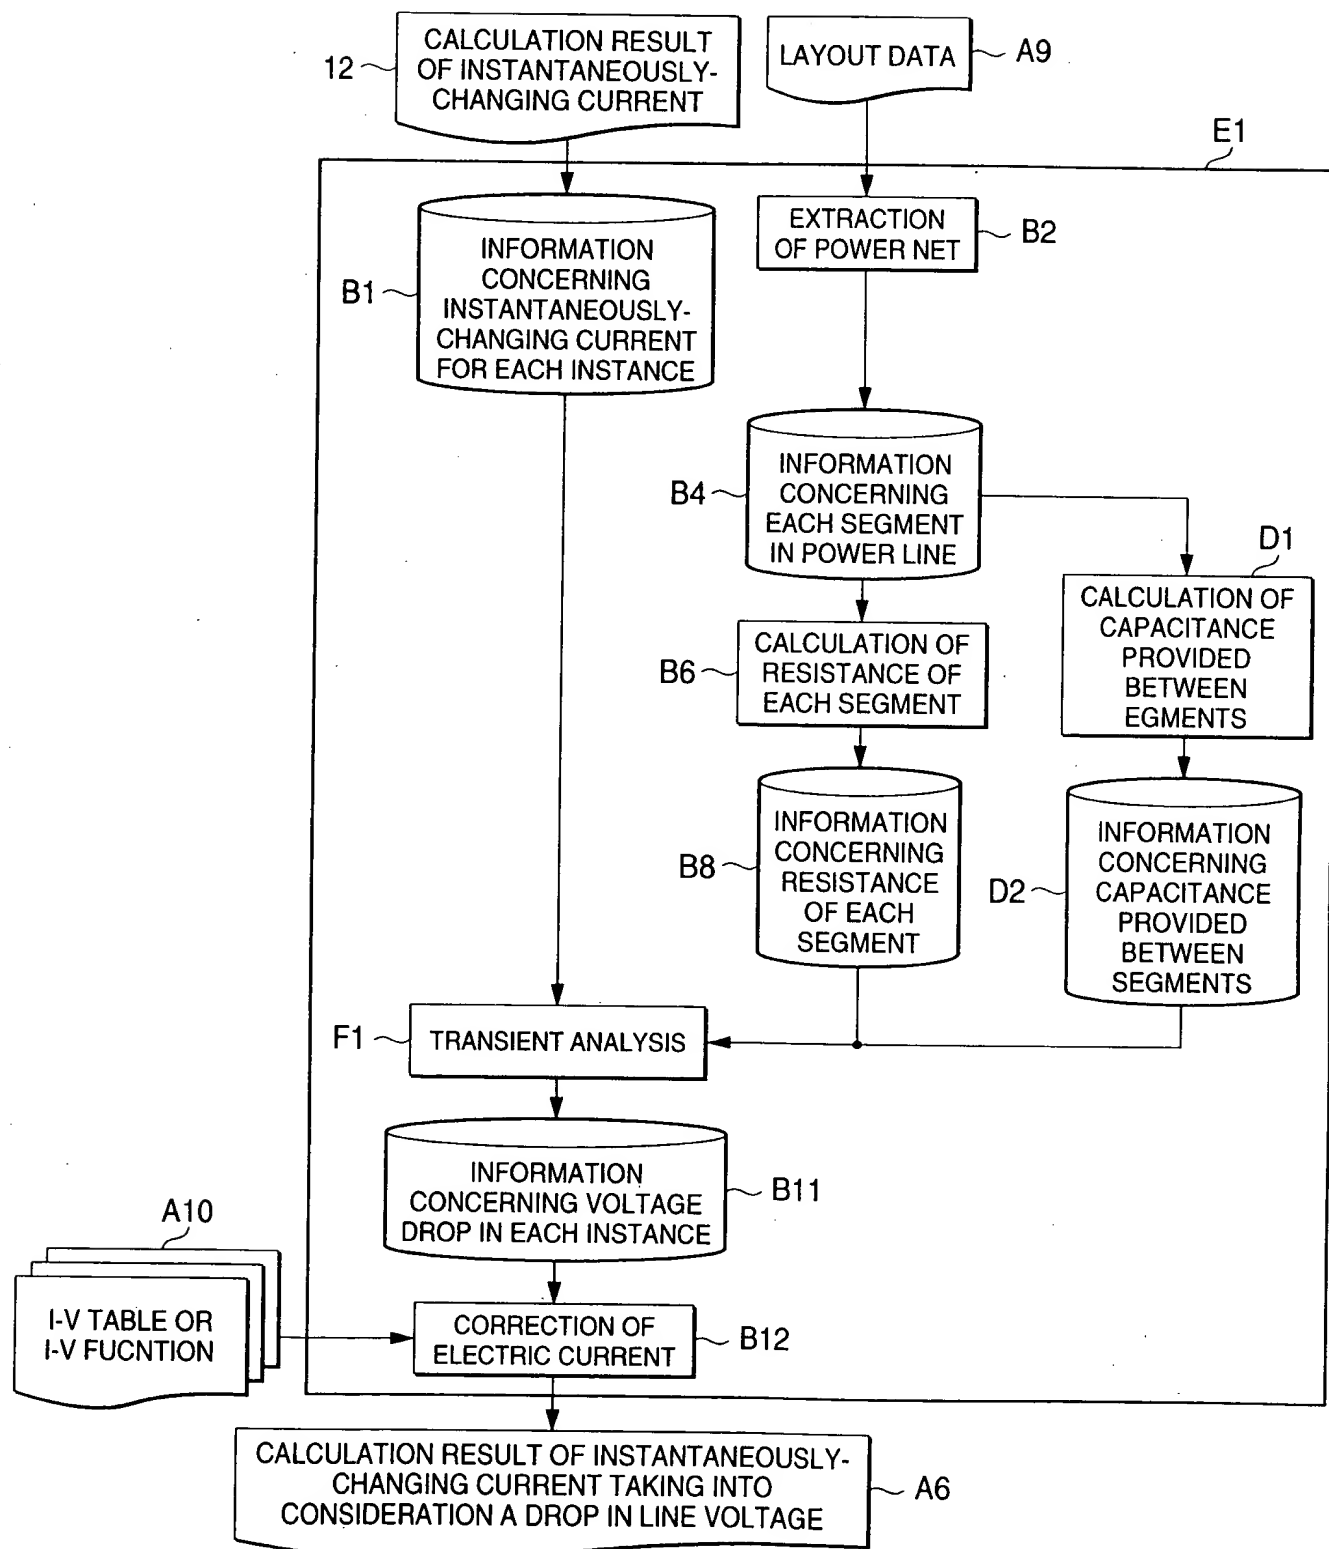 CALCULATION RESULT
OF INSTANTANEOUSLY-
CHANGING CURRENT
12
LAYOUT DATA
A9
E1
INFORMATION
CONCERNING
INSTANTANEOUSLY-
CHANGING CURRENT
FOR EACH INSTANCE
B1
EXTRACTION
OF POWER NET
B2
INFORMATION
CONCERNING
EACH SEGMENT
IN POWER LINE
B4
D1
CALCULATION OF
CAPACITANCE
PROVIDED
BETWEEN
EGMENTS
CALCULATION OF
RESISTANCE OF
EACH SEGMENT
B6
INFORMATION
CONCERNING
RESISTANCE
OF EACH
SEGMENT
B8
INFORMATION
CONCERNING
CAPACITANCE
PROVIDED
BETWEEN
SEGMENTS
D2
F1
TRANSIENT ANALYSIS
INFORMATION
CONCERNING VOLTAGE
DROP IN EACH INSTANCE
B11
A10
I-V TABLE OR
I-V FUCNTION
CORRECTION OF
ELECTRIC CURRENT
B12
CALCULATION RESULT OF INSTANTANEOUSLY-
CHANGING CURRENT TAKING INTO
CONSIDERATION A DROP IN LINE VOLTAGE
A6